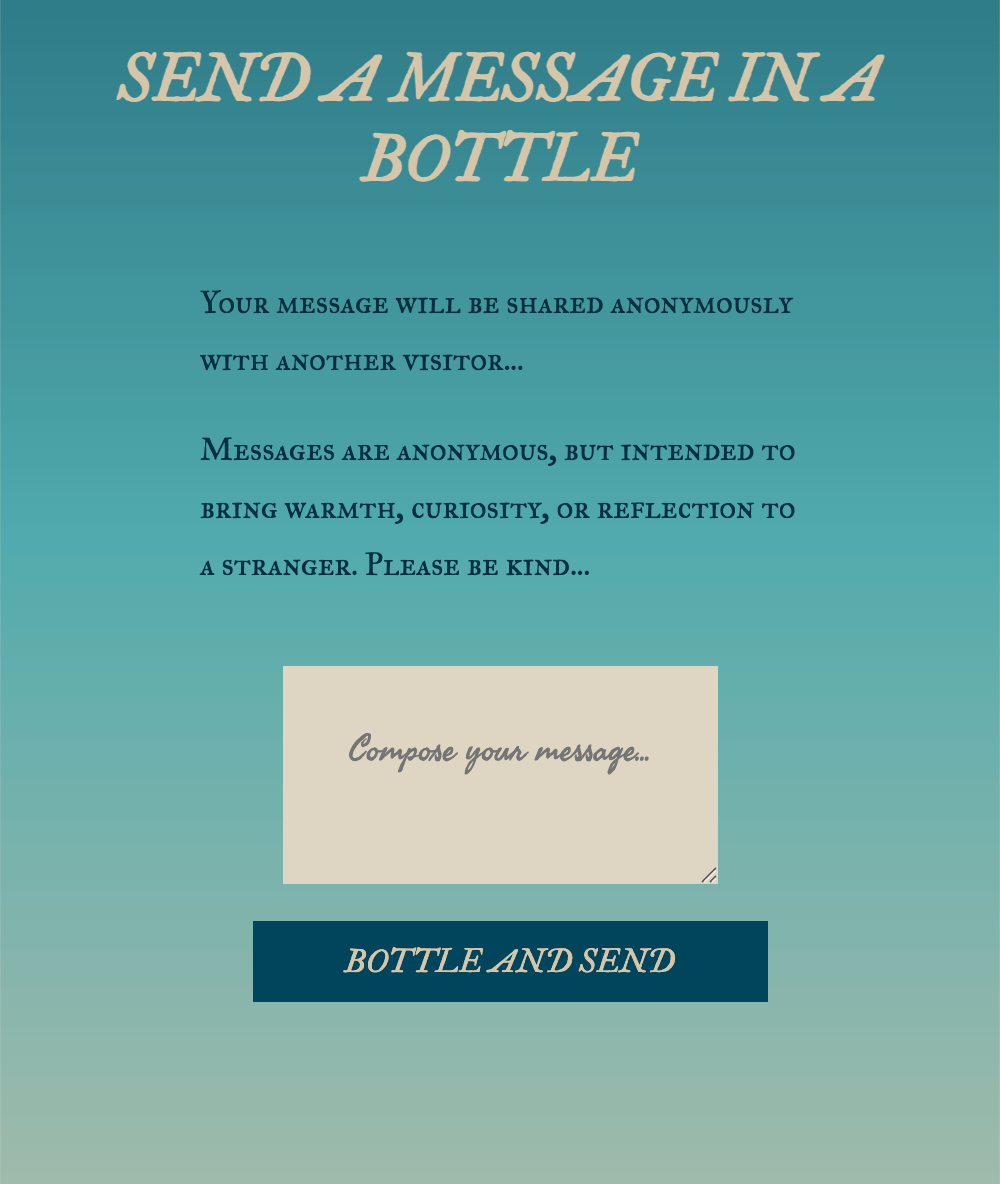 SEND A MESSAGE IN A
BOTTLE
Your message will be shared anonymously
with another visitor...
Messages are anonymous, but intended to
bring warmth, curiosity, or reflection to
a stranger. Please be kind...
Compose your message...
BOTTLE AND SEND